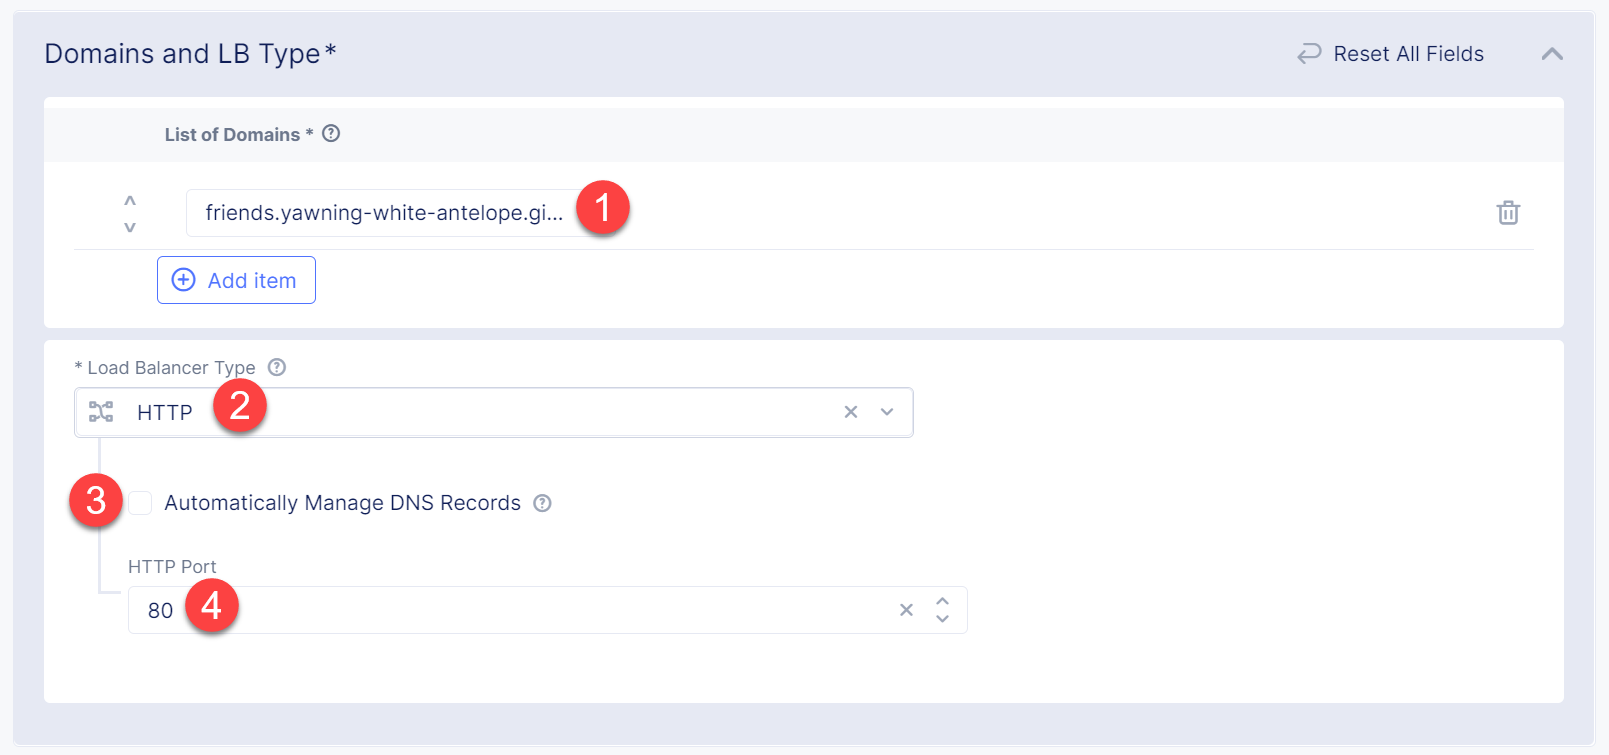 Domains and LB Type*
Reset All Fields
List of Domains *
friends.yawning-white-antelope.gi...
1
Add item
* Load Balancer Type
HTTP
2
3
Automatically Manage DNS Records
HTTP Port
80
4